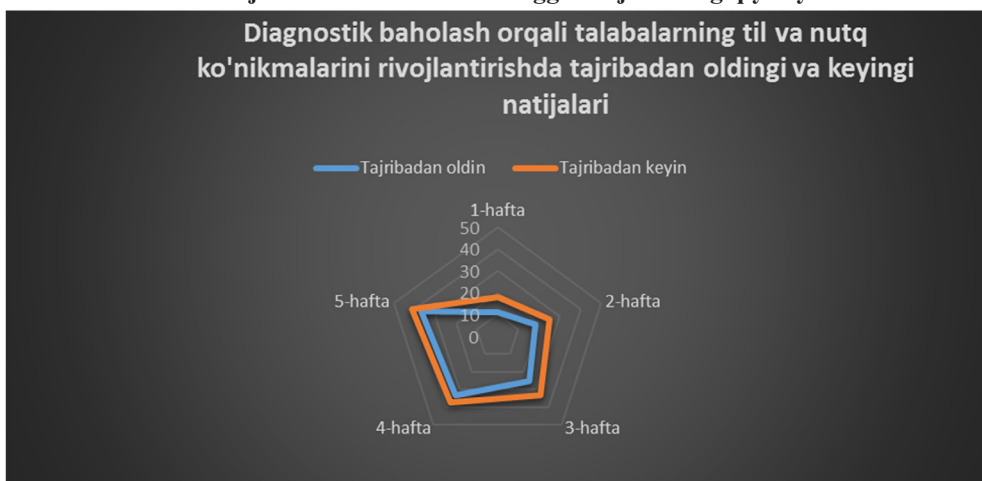 Diagnostik baholash orqali talabalarning til va nutq
ko'nikmalarini rivojlantirishda tajribadan oldingi va keyingi
natijalari
Tajribadan oldin Tajribadan keyin
1-hafta
50
40
30
20
10
0
5-hafta 2-hafta
4-hafta 3-hafta